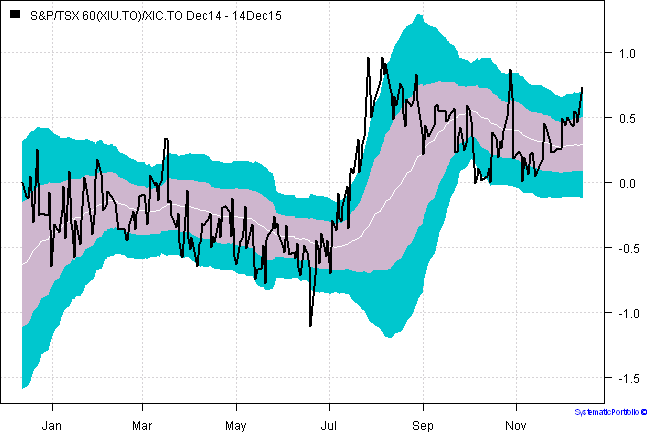 S&P/TSX 60(XIU.TO)/XIC.TO Dec14 - 14Dec15
1.0
0.5
0.0
-0.5
-1.0
-1.5
Jan Mar May Jul Sep Nov
SystematicPortfolio ©